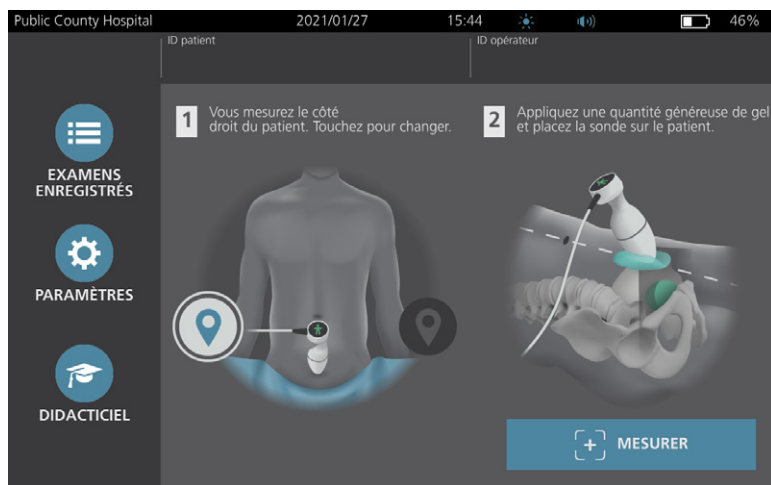 Public County Hospital 2021/01/27 15:44 46%
ID patient ID opérateur
1 Vous mesurez le côté
droit du patient. Touchez pour changer.
2 Appliquez une quantité généreuse de gel
et placez la sonde sur le patient.
EXAMENS
ENREGISTRÉS
PARAMÈTRES
DIDACTICIEL
MESURER